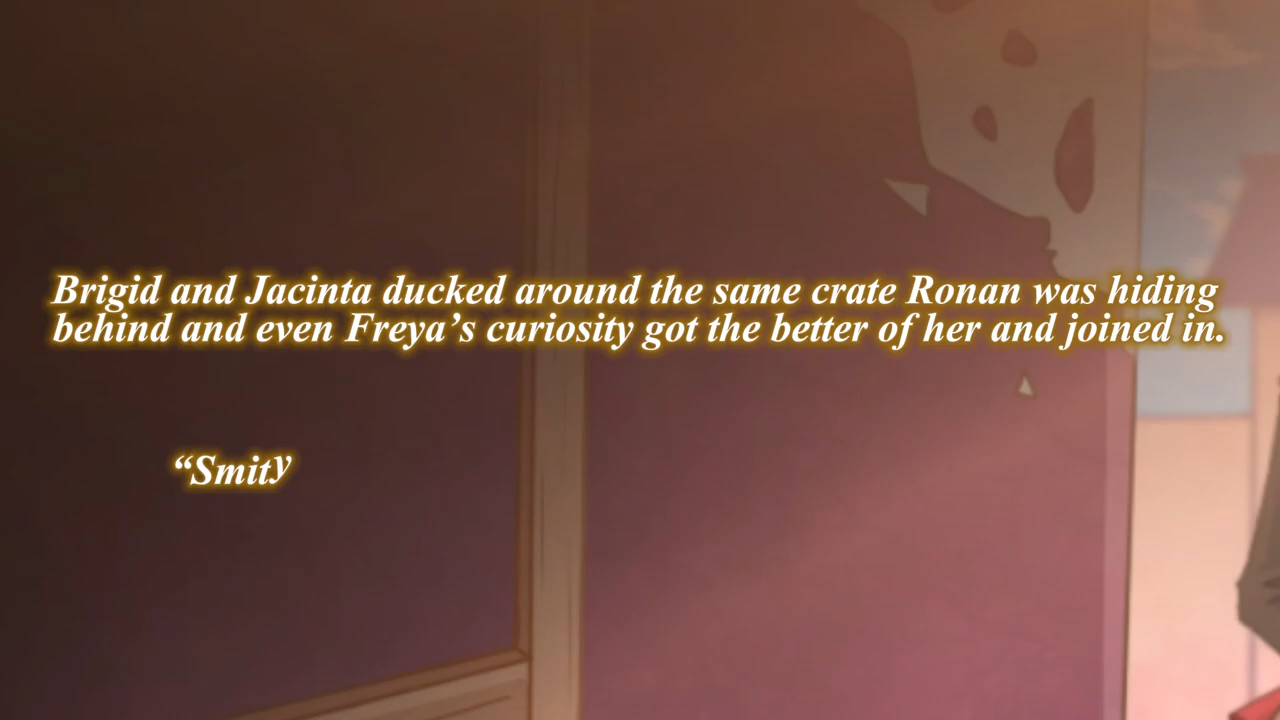 Brigid and Jacinta ducked around the same crate Ronan was hiding
behind and even Freya’s curiosity got the better of her and joined in.
“Smity